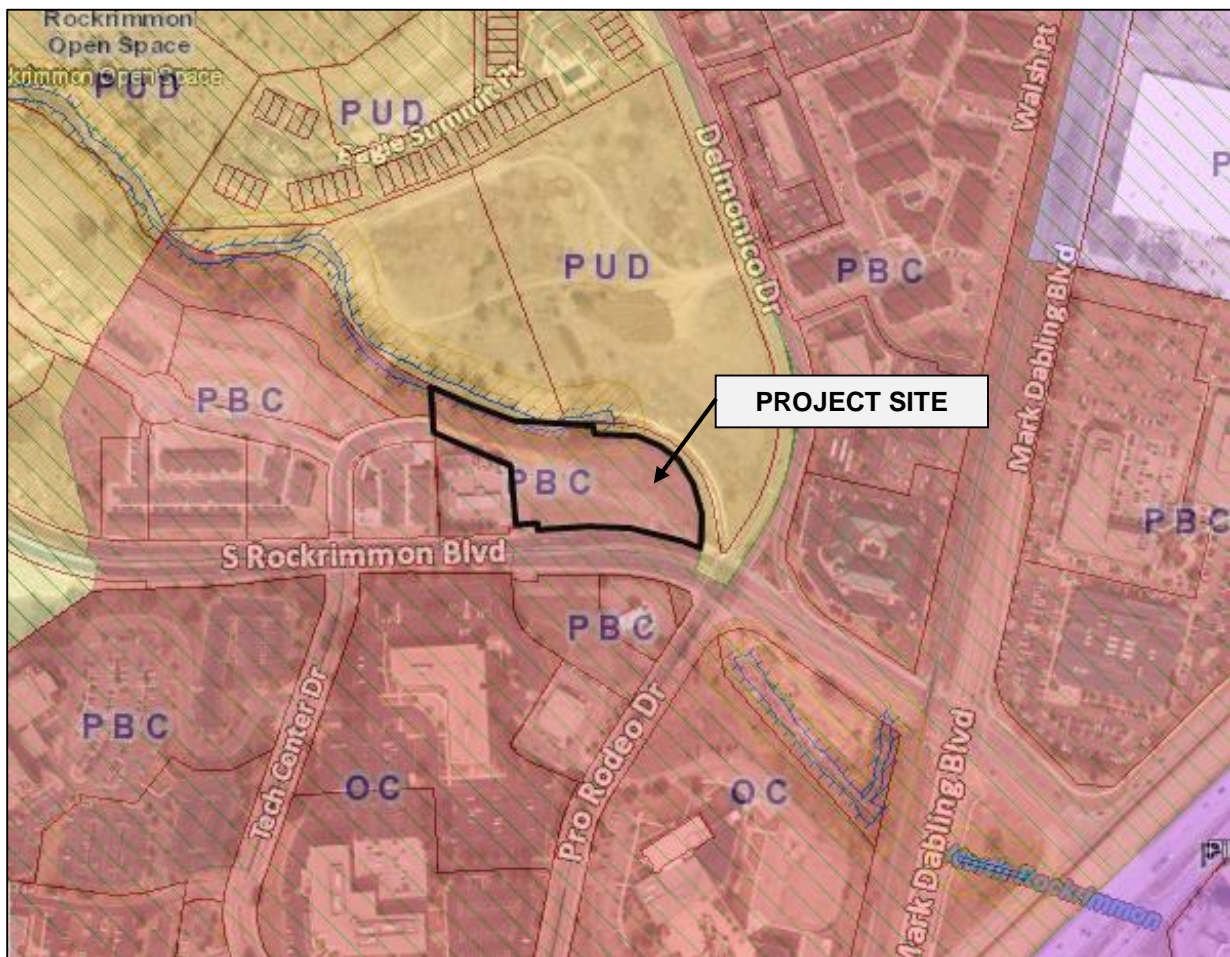 Rockrimmon
Open Space
ckrimmon Open Space
PUD
PUD
Eagle Summit
Delmonico Dr
Walsh Pt
P
PUD
PBC
Mark Dabling Blvd
PROJECT SITE
PBC
PBC
PBC
S Rockrimmon Blvd
PBC
PBC
Tech Center Dr
OC
Pro Rodeo Dr
OC
Mark Dabling Blvd
Rockrimmon